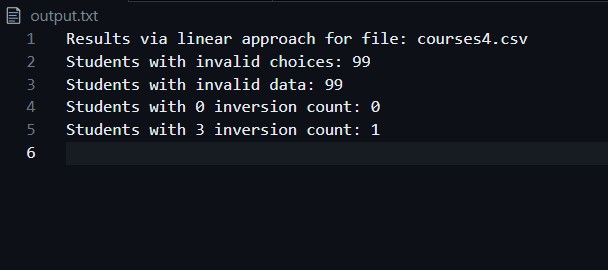 output.txt
1 Results via linear approach for file: courses4.csv
2 Students with invalid choices: 99
3 Students with invalid data: 99
4 Students with 0 inversion count: 0
5 Students with 3 inversion count: 1
6